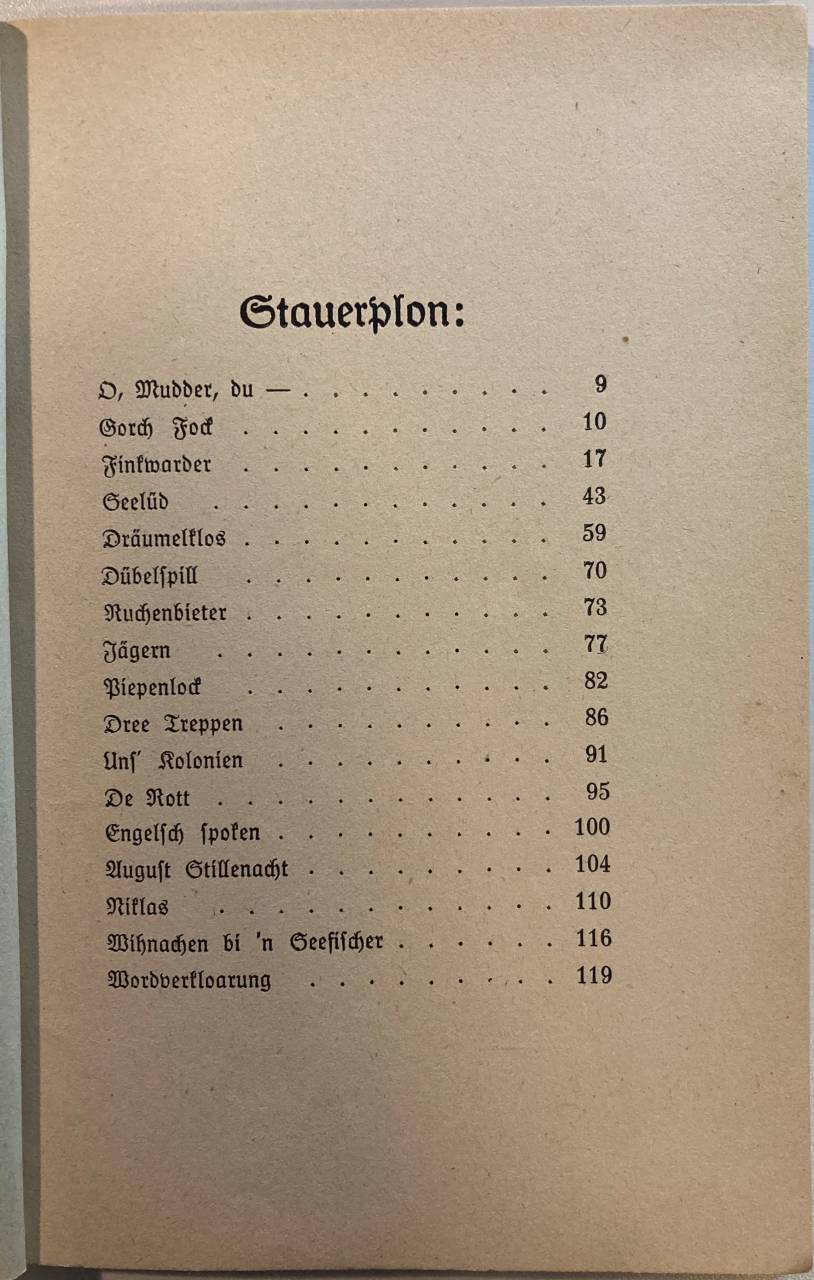 Stauerplon:
O, Mudder, du — . . . . . . . . . 9
Gorch Fock . . . . . . . . . . . 10
Finkwarder . . . . . . . . . . . 17
Seelüd . . . . . . . . . . . . 43
Dräumelklos . . . . . . . . . . . 59
Dübelſpill . . . . . . . . . . . 70
Ruchenbieter . . . . . . . . . . . 73
Jägern . . . . . . . . . . . . 77
Piepenlock . . . . . . . . . . . 82
Dree Treppen . . . . . . . . . . 86
Unſ' Kolonien . . . . . . . . . . 91
De Rott . . . . . . . . . . . . 95
Engelſch ſpoken . . . . . . . . . . 100
Auguſt Stillenacht . . . . . . . . . 104
Niklas . . . . . . . . . . . . 110
Wihnachen bi 'n Seefiſcher . . . . . . 116
Wordverkloarung . . . . . . . . . 119